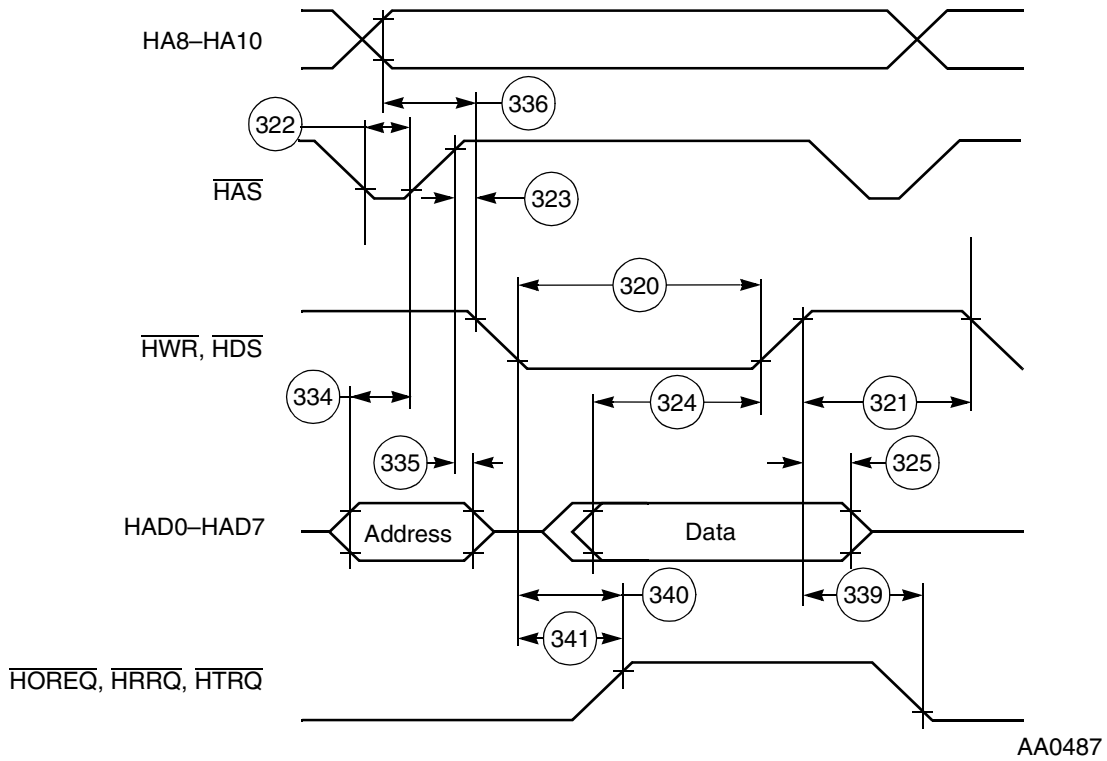 HA8–HA10
336
322
HAS
323
320
HWR, HDS
334
324
321
335
325
HAD0–HAD7
Address
Data
340
339
341
HOREQ, HRRQ, HTRQ
AA0487